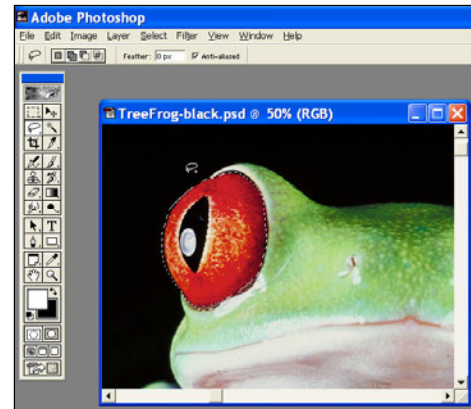 Adobe Photoshop
File Edit Image Layer Select Filter View Window Help
Feather: 0 px Anti-aliased
TreeFrog-black.psd @ 50% (RGB)
T